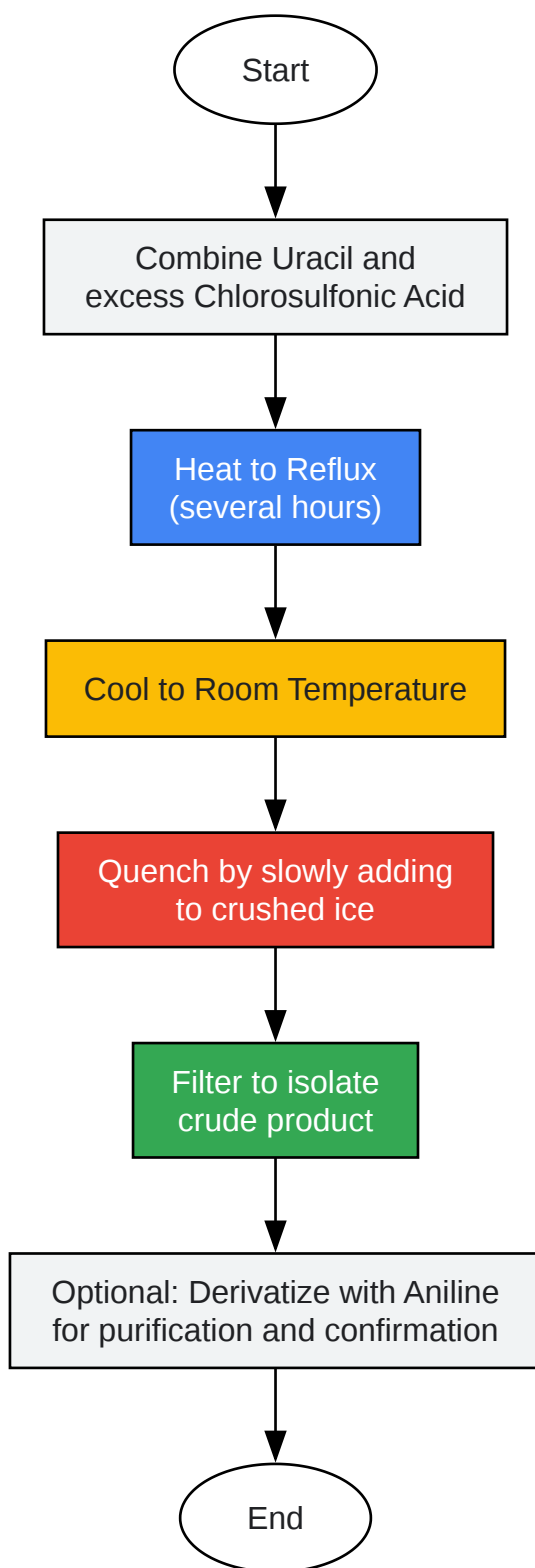 Start
Combine Uracil and
excess Chlorosulfonic Acid
Heat to Reflux
(several hours)
Cool to Room Temperature
Quench by slowly adding
to crushed ice
Filter to isolate
crude product
Optional: Derivatize with Aniline
for purification and confirmation
End